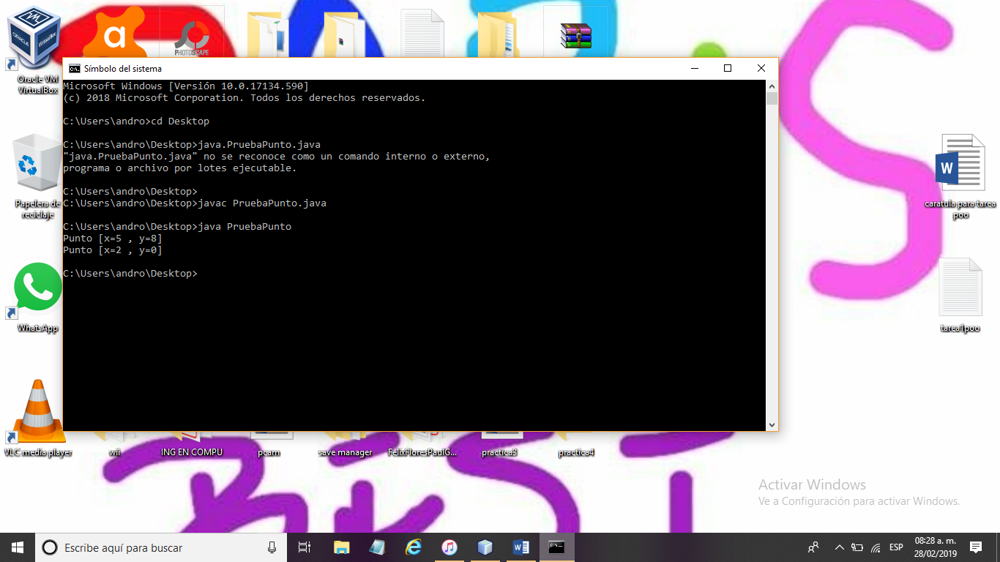 ORACLE
VM
Oracle VM
VirtualBox
a
PHOTOSCAPE
Símbolo del sistema
Microsoft Windows [Versión 10.0.17134.590]
(c) 2018 Microsoft Corporation. Todos los derechos reservados.
C:\Users\andro>cd Desktop
C:\Users\andro\Desktop>java.PruebaPunto.java
"java.PruebaPunto.java" no se reconoce como un comando interno o externo,
programa o archivo por lotes ejecutable.
C:\Users\andro\Desktop>
C:\Users\andro\Desktop>javac PruebaPunto.java
C:\Users\andro\Desktop>java PruebaPunto
Punto [x=5 , y=8]
Punto [x=2 , y=0]
C:\Users\andro\Desktop>
Papelera de
reciclaje
WhatsApp
VLC media player
wii
ING EN COMPU
pcam
save manager
FelixFloresPaulG...
practica3
practica4
W
caratula para tarea
poo
tarea1poo
Activar Windows
Ve a Configuración para activar Windows.
Escribe aquí para buscar
ESP
08:28 a. m.
28/02/2019